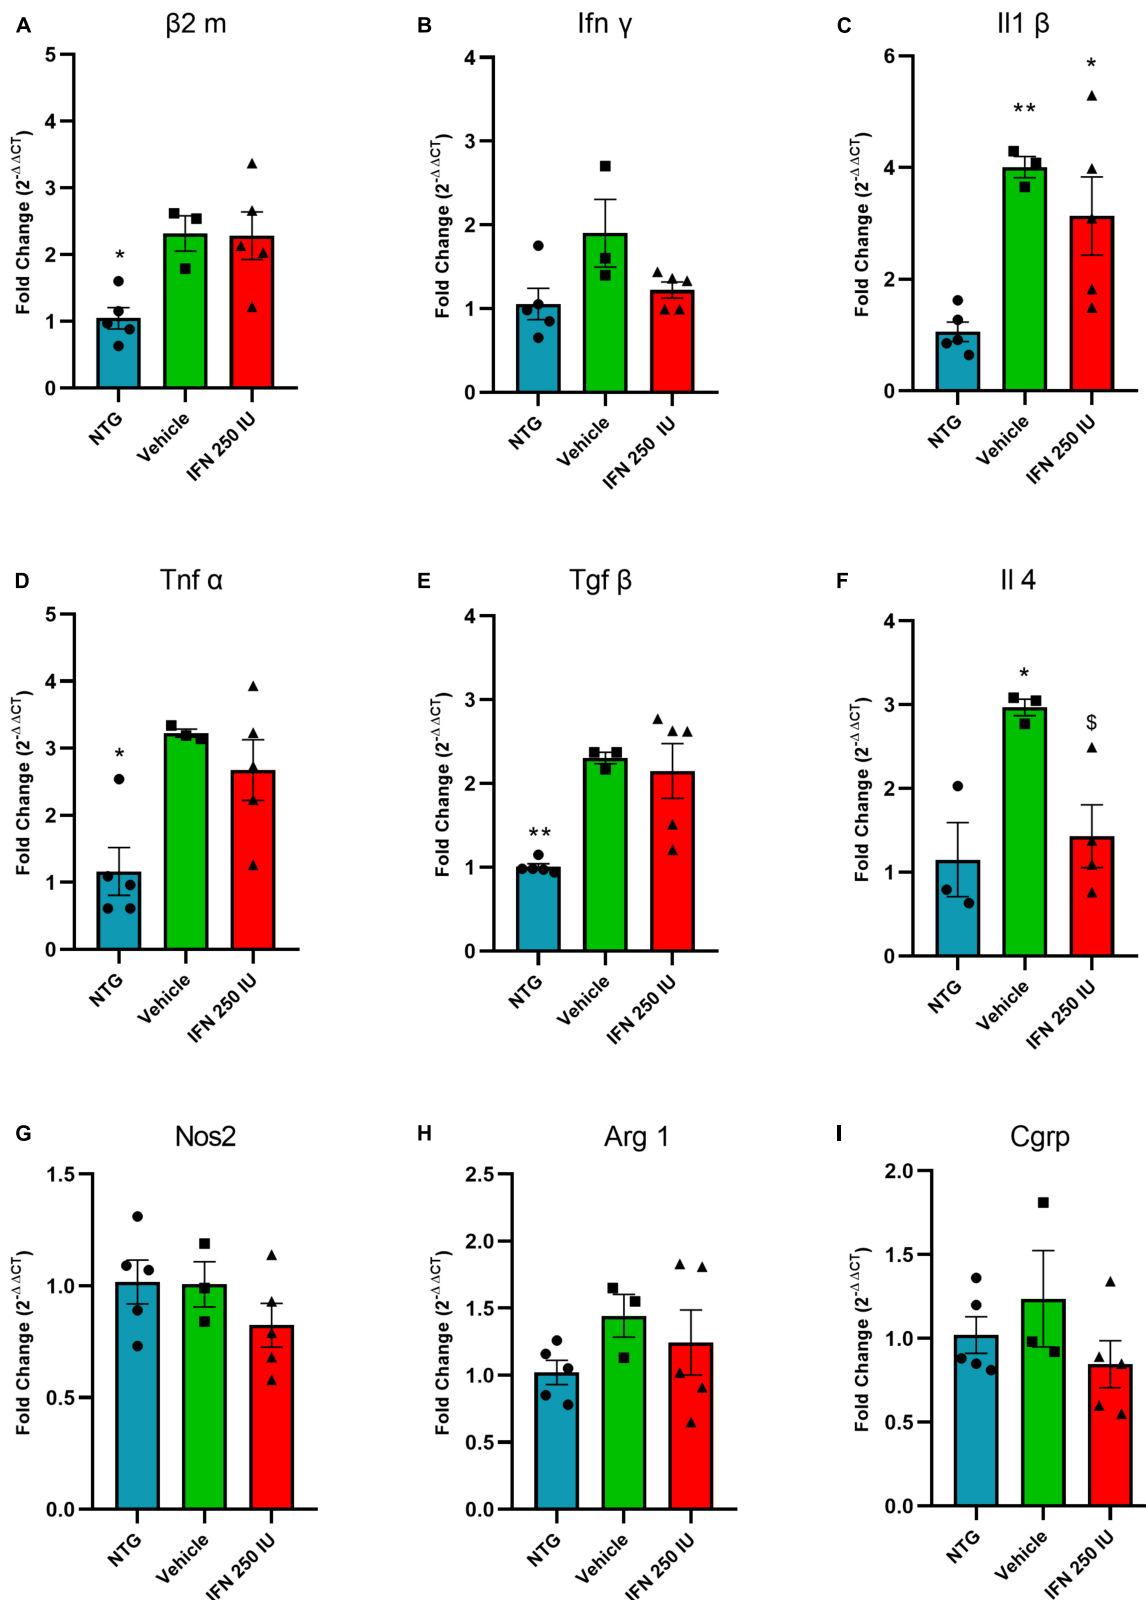 A β2 m
5
4
3
2
1
0
Fold Change (2-ΔΔCT)
*
NTG
Vehicle
IFN 250 IU
B Ifn γ
4
3
2
1
0
Fold Change (2-ΔΔCT)
NTG
Vehicle
IFN 250 IU
C Il1 β
6
4
2
0
Fold Change (2-ΔΔCT)
**
*
NTG
Vehicle
IFN 250 IU
D Tnf α
5
4
3
2
1
0
Fold Change (2-ΔΔCT)
*
NTG
Vehicle
IFN 250 IU
E Tgf β
4
3
2
1
0
Fold Change (2-ΔΔCT)
**
NTG
Vehicle
IFN 250 IU
F Il 4
4
3
2
1
0
Fold Change (2-ΔΔCT)
*
$
NTG
Vehicle
IFN 250 IU
G Nos2
1.5
1.0
0.5
0.0
Fold Change (2-ΔΔCT)
NTG
Vehicle
IFN 250 IU
H Arg 1
2.5
2.0
1.5
1.0
0.5
0.0
Fold Change (2-ΔΔCT)
NTG
Vehicle
IFN 250 IU
I Cgrp
2.0
1.5
1.0
0.5
0.0
Fold Change (2-ΔΔCT)
NTG
Vehicle
IFN 250 IU